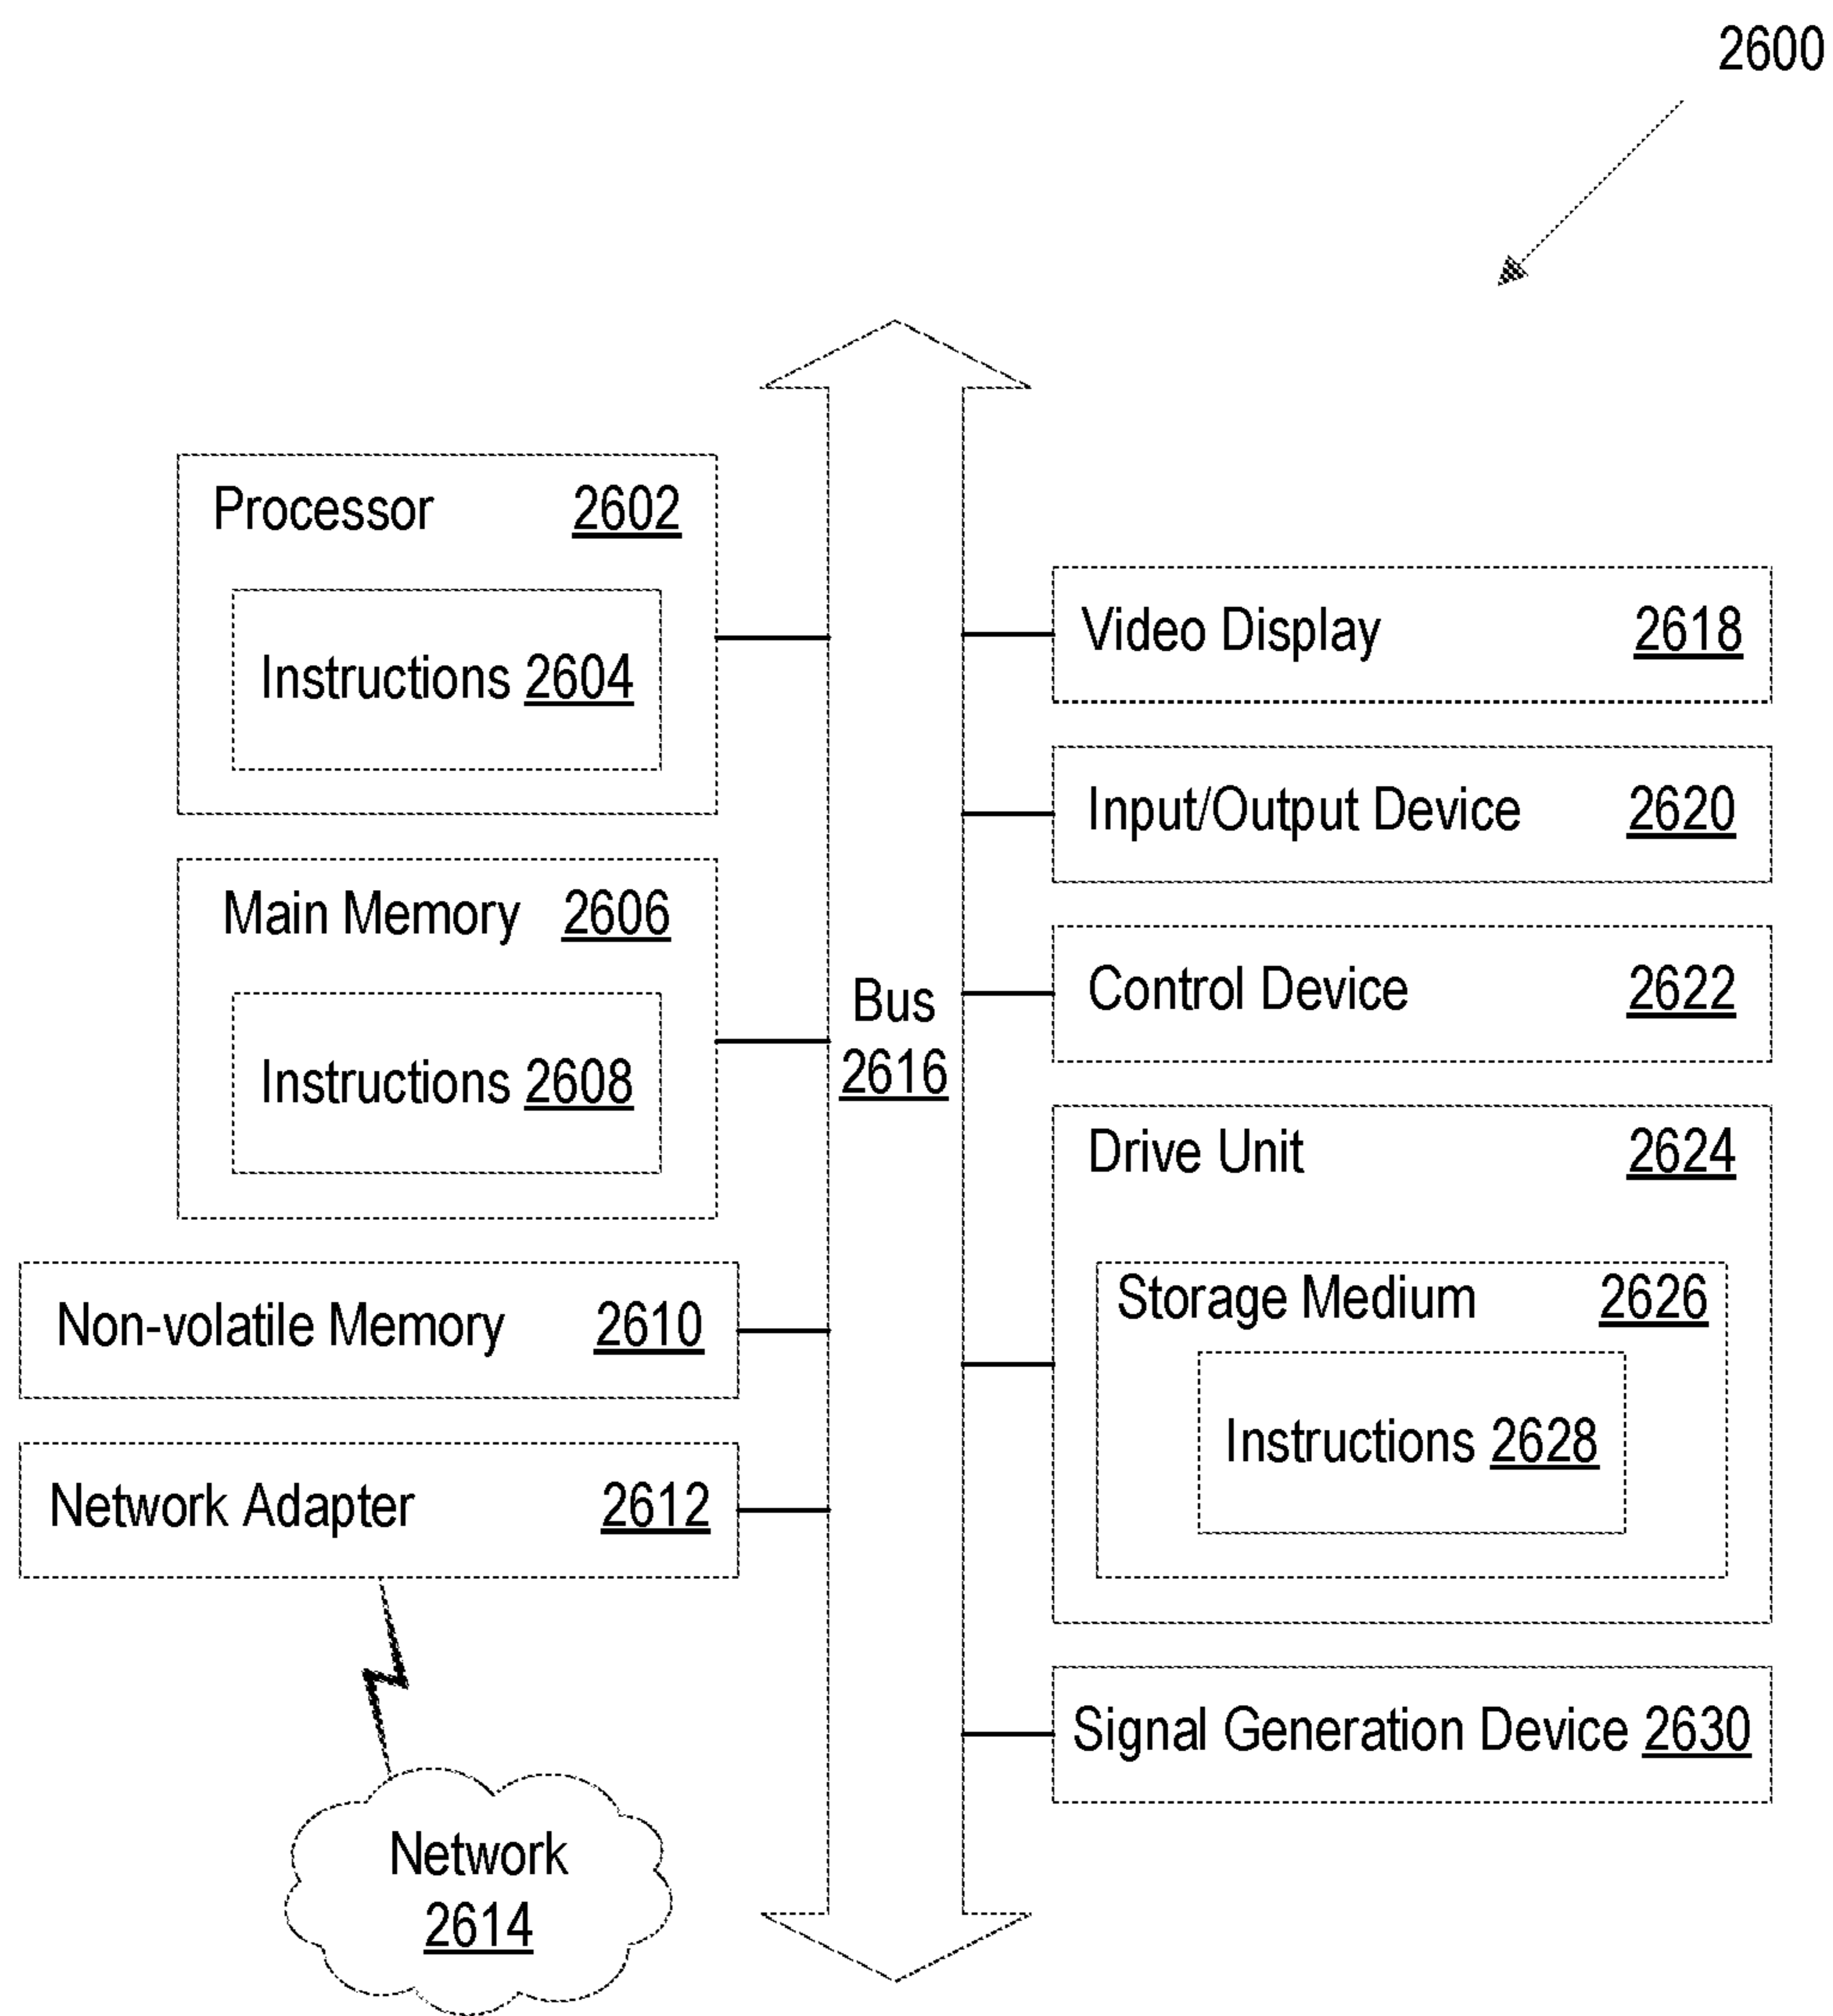 2600
Processor 2602
Instructions 2604
Main Memory 2606
Instructions 2608
Non-volatile Memory 2610
Network Adapter 2612
Network
2614
Bus
2616
Video Display 2618
Input/Output Device 2620
Control Device 2622
Drive Unit 2624
Storage Medium 2626
Instructions 2628
Signal Generation Device 2630